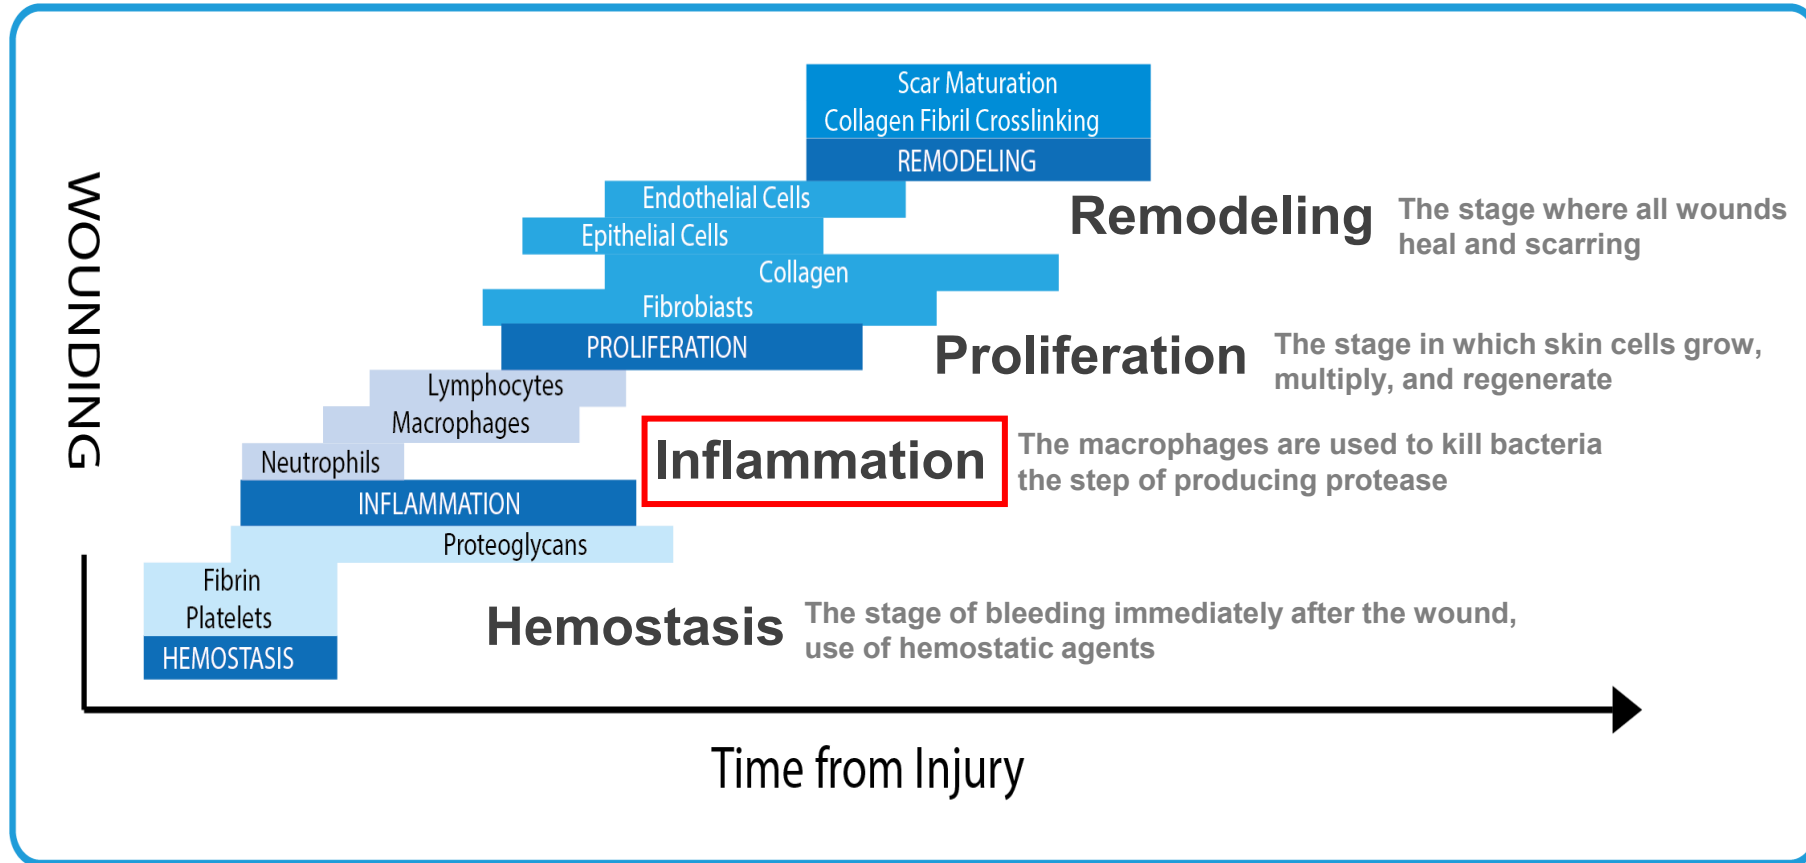 Scar Maturation
Collagen Fibril Crosslinking
REMODELING
Endothelial Cells
Remodeling
The stage where all wounds
heal and scarring
Epithelial Cells
Collagen
Fibrobiasts
PROLIFERATION
Proliferation
The stage in which skin cells grow,
multiply, and regenerate
Lymphocytes
Macrophages
Neutrophils
Inflammation
The macrophages are used to kill bacteria
the step of producing protease
INFLAMMATION
Proteoglycans
Fibrin
Platelets
HEMOSTASIS
Hemostasis
The stage of bleeding immediately after the wound,
use of hemostatic agents
WOUNDING
Time from Injury